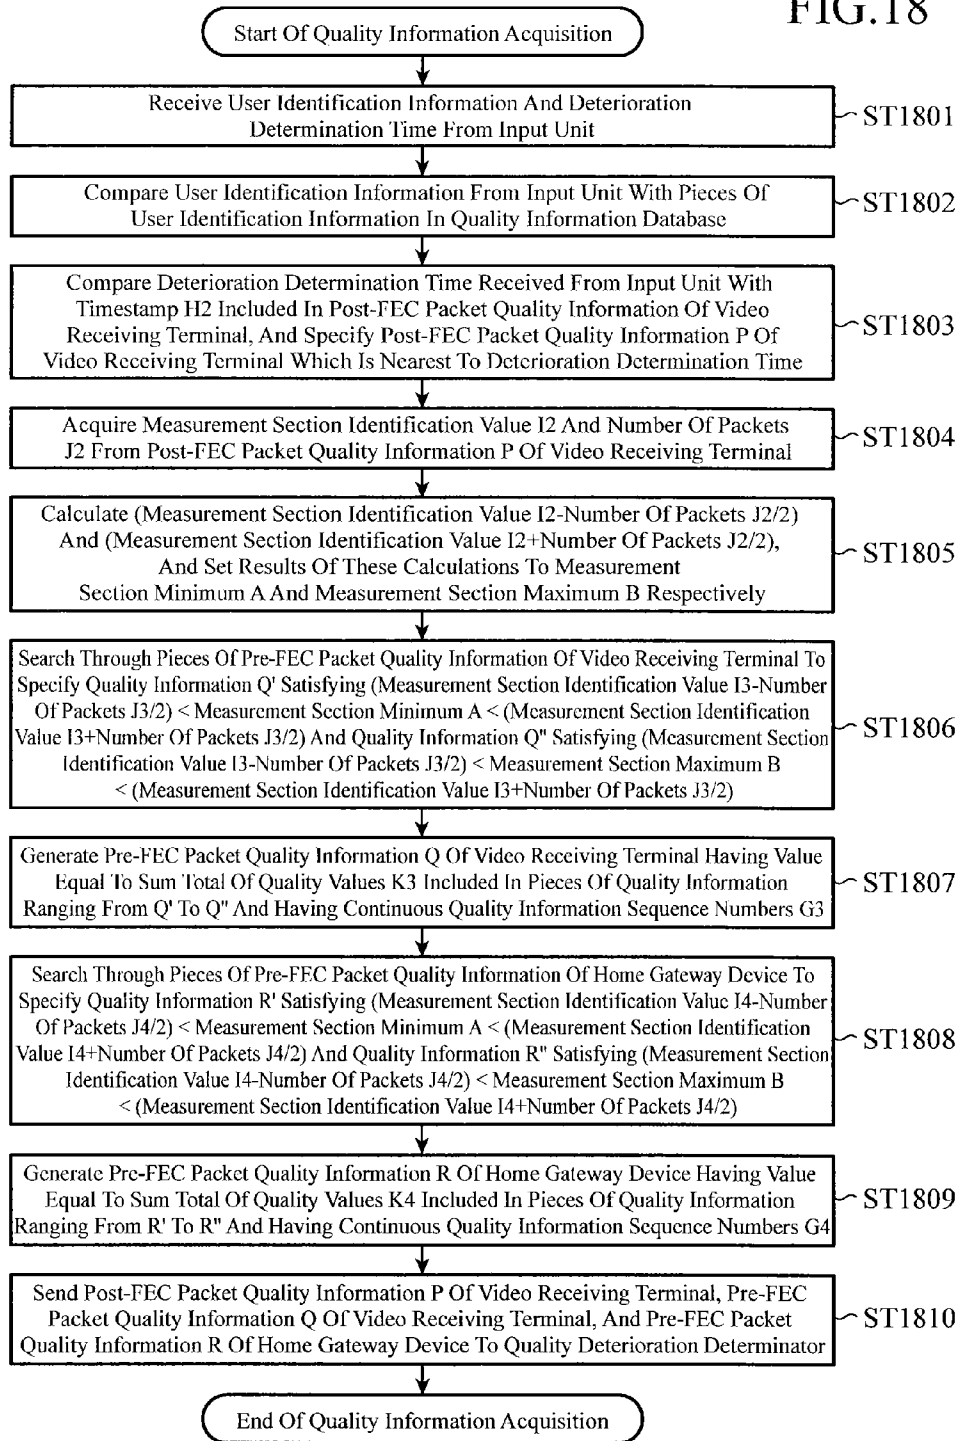 FIG.18
Start Of Quality Information Acquisition
Receive User Identification Information And Deterioration
Determination Time From Input Unit
ST1801
Compare User Identification Information From Input Unit With Pieces Of
User Identification Information In Quality Information Database
ST1802
Compare Deterioration Determination Time Received From Input Unit With
Timestamp H2 Included In Post-FEC Packet Quality Information Of Video
Receiving Terminal, And Specify Post-FEC Packet Quality Information P Of
Video Receiving Terminal Which Is Nearest To Deterioration Determination Time
ST1803
Acquire Measurement Section Identification Value I2 And Number Of Packets
J2 From Post-FEC Packet Quality Information P Of Video Receiving Terminal
ST1804
Calculate (Measurement Section Identification Value I2-Number Of Packets J2/2)
And (Measurement Section Identification Value I2+Number Of Packets J2/2),
And Set Results Of These Calculations To Measurement
Section Minimum A And Measurement Section Maximum B Respectively
ST1805
Search Through Pieces Of Pre-FEC Packet Quality Information Of Video Receiving Terminal To
Specify Quality Information Q' Satisfying (Measurement Section Identification Value I3-Number
Of Packets J3/2) < Measurement Section Minimum A < (Measurement Section Identification
Value I3+Number Of Packets J3/2) And Quality Information Q" Satisfying (Measurement Section
Identification Value I3-Number Of Packets J3/2) < Measurement Section Maximum B
< (Measurement Section Identification Value I3+Number Of Packets J3/2)
ST1806
Generate Pre-FEC Packet Quality Information Q Of Video Receiving Terminal Having Value
Equal To Sum Total Of Quality Values K3 Included In Pieces Of Quality Information
Ranging From Q' To Q" And Having Continuous Quality Information Sequence Numbers G3
ST1807
Search Through Pieces Of Pre-FEC Packet Quality Information Of Home Gateway Device To
Specify Quality Information R' Satisfying (Measurement Section Identification Value I4-Number
Of Packets J4/2) < Measurement Section Minimum A < (Measurement Section Identification
Value I4+Number Of Packets J4/2) And Quality Information R" Satisfying (Measurement Section
Identification Value I4-Number Of Packets J4/2) < Measurement Section Maximum B
< (Measurement Section Identification Value I4+Number Of Packets J4/2)
ST1808
Generate Pre-FEC Packet Quality Information R Of Home Gateway Device Having Value
Equal To Sum Total Of Quality Values K4 Included In Pieces Of Quality Information
Ranging From R' To R" And Having Continuous Quality Information Sequence Numbers G4
ST1809
Send Post-FEC Packet Quality Information P Of Video Receiving Terminal, Pre-FEC
Packet Quality Information Q Of Video Receiving Terminal, And Pre-FEC Packet
Quality Information R Of Home Gateway Device To Quality Deterioration Determinator
ST1810
End Of Quality Information Acquisition